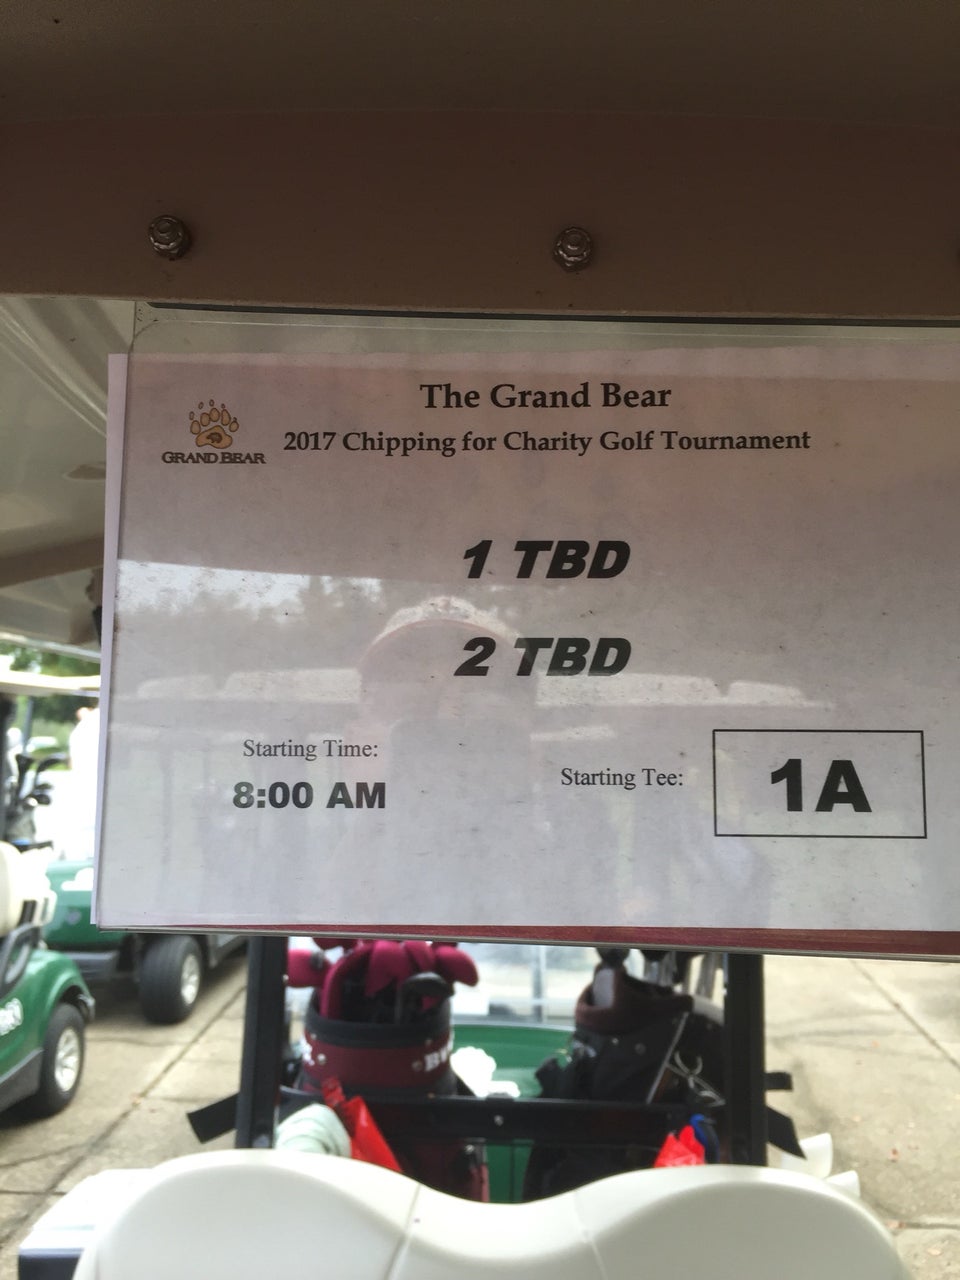 The Grand Bear
GRAND BEAR
2017 Chipping for Charity Golf Tournament
1 TBD
2 TBD
Starting Time:
8:00 AM
Starting Tee:
1A